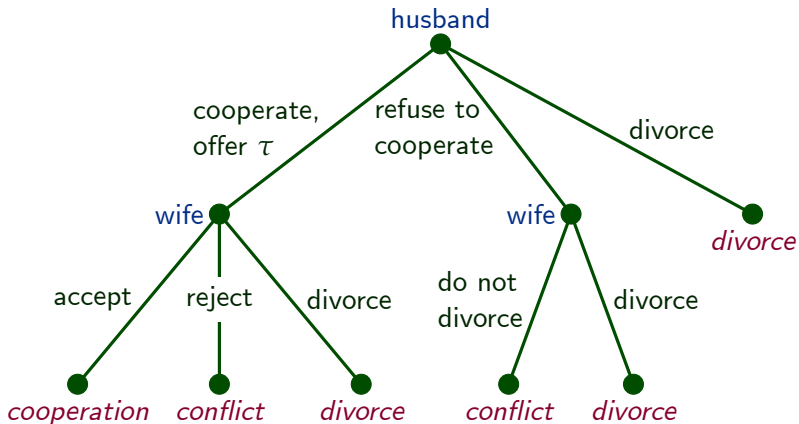 husband
cooperate,
offer τ
refuse to
cooperate
divorce
wife
wife
divorce
accept
reject
divorce
do not
divorce
divorce
cooperation
conflict
divorce
conflict
divorce